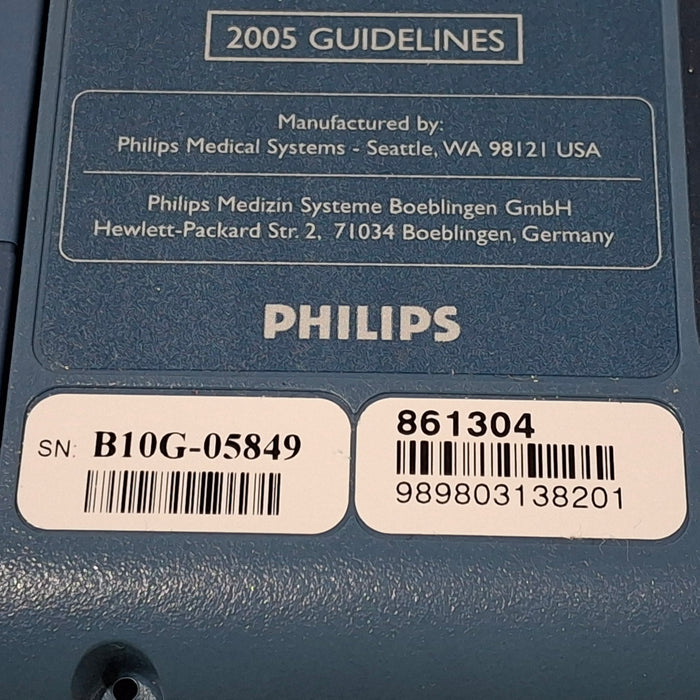 2005 GUIDELINES
Manufactured by:
Philips Medical Systems - Seattle, WA 98121 USA
Philips Medizin Systeme Boeblingen GmbH
Hewlett-Packard Str. 2, 71034 Boeblingen, Germany
PHILIPS
SN: B10G-05849
861304
989803138201